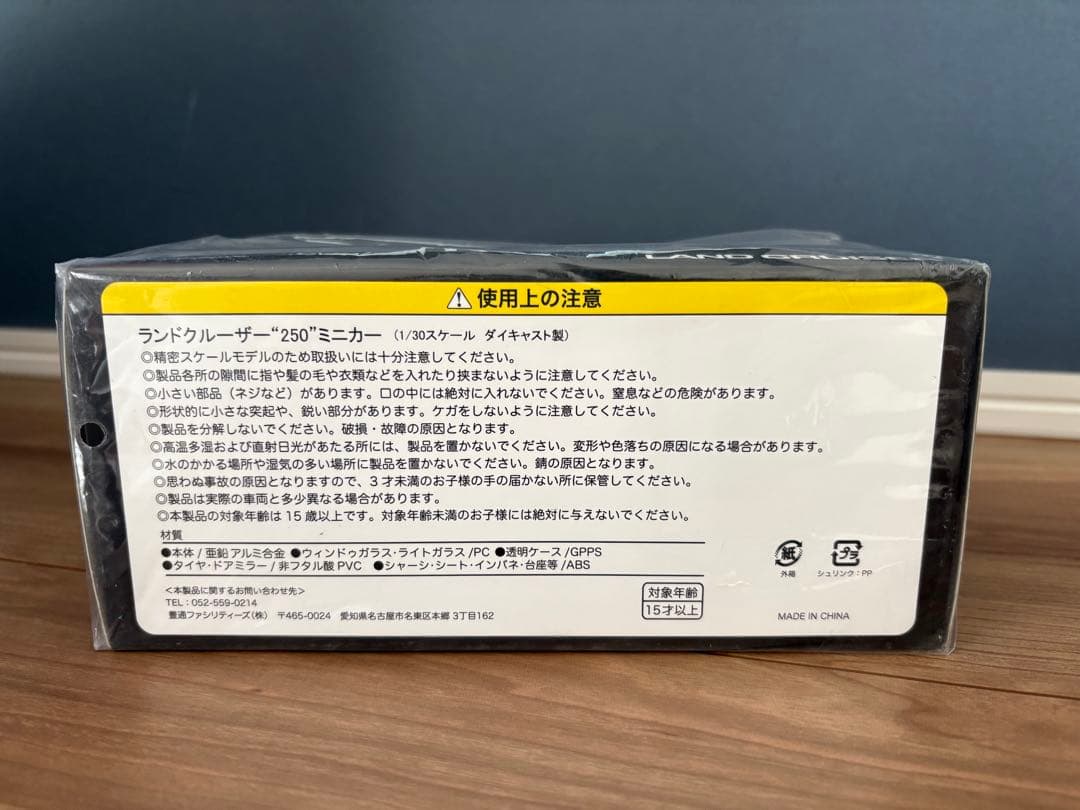 LAND CRUISER
⚠使用上の注意
ランドクルーザー“250”ミニカー（1/30スケール ダイキャスト製）
◎精密スケールモデルのため取扱いには十分注意してください。
◎製品各所の隙間に指や髪の毛や衣類などを入れたり挟まないように注意してください。
◎小さい部品（ネジなど）があります。口の中には絶対に入れないでください。窒息などの危険があります。
◎形状的に小さな突起や、鋭い部分があります。ケガをしないように注意してください。
◎製品を分解しないでください。破損・故障の原因となります。
◎高温多湿および直射日光があたる所には、製品を置かないでください。変形や色落ちの原因になる場合があります。
◎水のかかる場所や湿気の多い場所に製品を置かないでください。錆の原因となります。
◎思わぬ事故の原因となりますので、3才未満のお子様の手の届かない所に保管してください。
◎製品は実際の車両と多少異なる場合があります。
◎本製品の対象年齢は15歳以上です。対象年齢未満のお子様には絶対に与えないでください。
材質
●本体/亜鉛アルミ合金 ●ウィンドゥガラス・ライトガラス/PC ●透明ケース/GPPS
●タイヤ・ドアミラー/非フタル酸PVC ●シャーシ・シート・インパネ・台座等/ABS
紙 プラ
外箱 シュリンク：PP
＜本製品に関するお問い合わせ先＞
TEL：052-559-0214
豊通ファシリティーズ（株） 〒465-0024 愛知県名古屋市名東区本郷3丁目162
対象年齢
15才以上
MADE IN CHINA